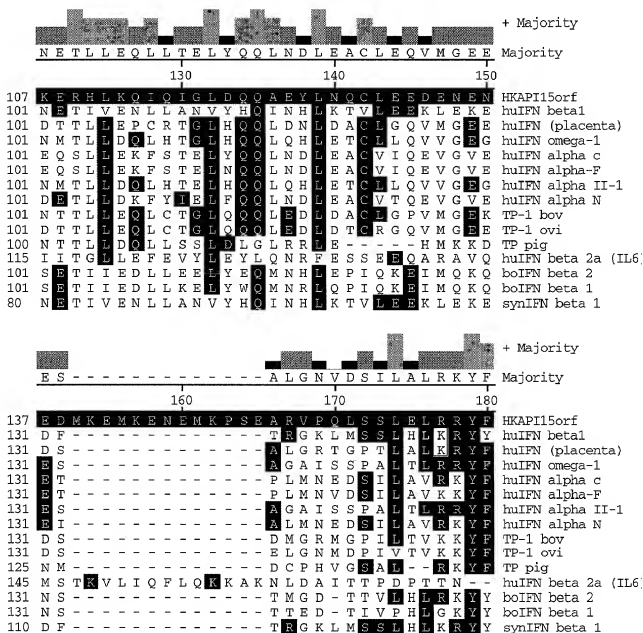 + Majority
N E T L L E Q L L T E L Y Q Q L N D L E A C L E Q V M G E E Majority
130 140 150
107 K E R H L K Q I Q I G L D Q Q A E Y L N Q C L E E D E N E N HKAPI15orf
101 N E T I V E N L L A N V Y H Q I N H L K T V L E E K L E K E huIFN beta1
101 D T T L L E P C R T G L H Q Q L D N L D A C L G Q V M G E E huIFN (placenta)
101 N M T L L D Q L H T G L H Q Q L Q H L E T C L L Q V V G E G huIFN omega-1
101 E Q S L L E K F S T E L Y Q Q L N D L E A C V I Q E V G V E huIFN alpha c
101 E Q S L L E K F S T E L N Q Q L N D L E A C V I Q E V G V E huIFN alpha-F
101 N M T L L D Q L H T E L H Q Q L Q H L E T C L L Q V V G E G huIFN alpha II-1
101 D E T L L D K F Y I E L F Q Q L N D L E A C V T Q E V G V E huIFN alpha N
101 N T T L L E Q L C T G L Q Q Q L E D L D A C L G P V M G E K TP-1 bov
101 D T T L L E Q L C T G L Q Q Q L D D L D T C R G Q V M G E E TP-1 ovi
100 N T T L L D Q L L S S L D L G L R R L - - - - - - H M K K D TP pig
115 I I T G L L E F E V Y L E Y L Q N R F E S S E E Q A R A V Q huIFN beta 2a (IL6)
101 S E T I I E D L L E E L Y E Q M N H L E P I Q K E I M Q K Q boIFN beta 2
101 S E T I I E D L L K E L Y W Q M N R L Q P I Q K E I M Q K Q boIFN beta 1
80 N E T I V E N L L A N V Y H Q I N H L K T V L E E K L E K E synIFN beta 1
+ Majority
E S - - - - - - - - - - - - - A L G N V D S I L A L R K Y F Majority
160 170 180
137 E D M K E M K E N E M K P S E A R V P Q L S S L E L R R Y F HKAPI15orf
131 D F - - - - - - - - - - - - - T R G K L M S S L H L K R Y Y huIFN beta1
131 D S - - - - - - - - - - - - - A L G R T G P T L A L K R Y F huIFN (placenta)
131 E S - - - - - - - - - - - - - A G A I S S P A L T L R R Y F huIFN omega-1
131 E T - - - - - - - - - - - - - P L M N E D S I L A V R K Y F huIFN alpha c
131 E T - - - - - - - - - - - - - P L M N V D S I L A V K K Y F huIFN alpha-F
131 E S - - - - - - - - - - - - - A G A I S S P A L T L R R Y F huIFN alpha II-1
131 E I - - - - - - - - - - - - - A L M N E D S I L A V R K Y F huIFN alpha N
131 D S - - - - - - - - - - - - - D M G R M G P I L T V K K Y F TP-1 bov
131 D S - - - - - - - - - - - - - E L G N M D P I V T V K K Y F TP-1 ovi
125 N M - - - - - - - - - - - - - D C P H V G S A L - - R K Y F TP pig
145 M S T K V L I Q F L Q K K A K N L D A I T T P D P T T N - - huIFN beta 2a (IL6)
131 N S - - - - - - - - - - - - - T M G D - T T V L H L R K Y boIFN beta 2
131 N S - - - - - - - - - - - - - T T E D - T I V P H L G K Y boIFN beta 1
110 D F - - - - - - - - - - - - - T R G K L M S S L H L K R Y Y synIFN beta 1